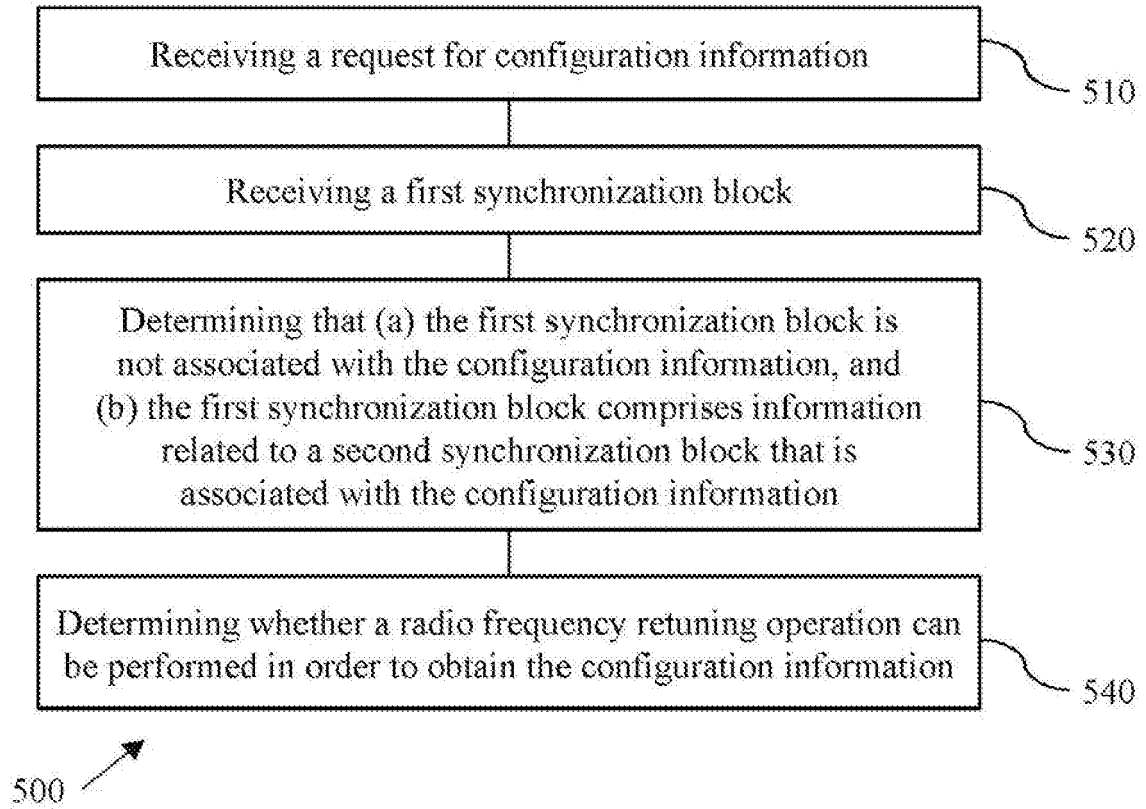 Receiving a request for configuration information
510
Receiving a first synchronization block
520
Determining that (a) the first synchronization block is
not associated with the configuration information, and
(b) the first synchronization block comprises information
related to a second synchronization block that is
associated with the configuration information
530
Determining whether a radio frequency retuning operation can
be performed in order to obtain the configuration information
540
500